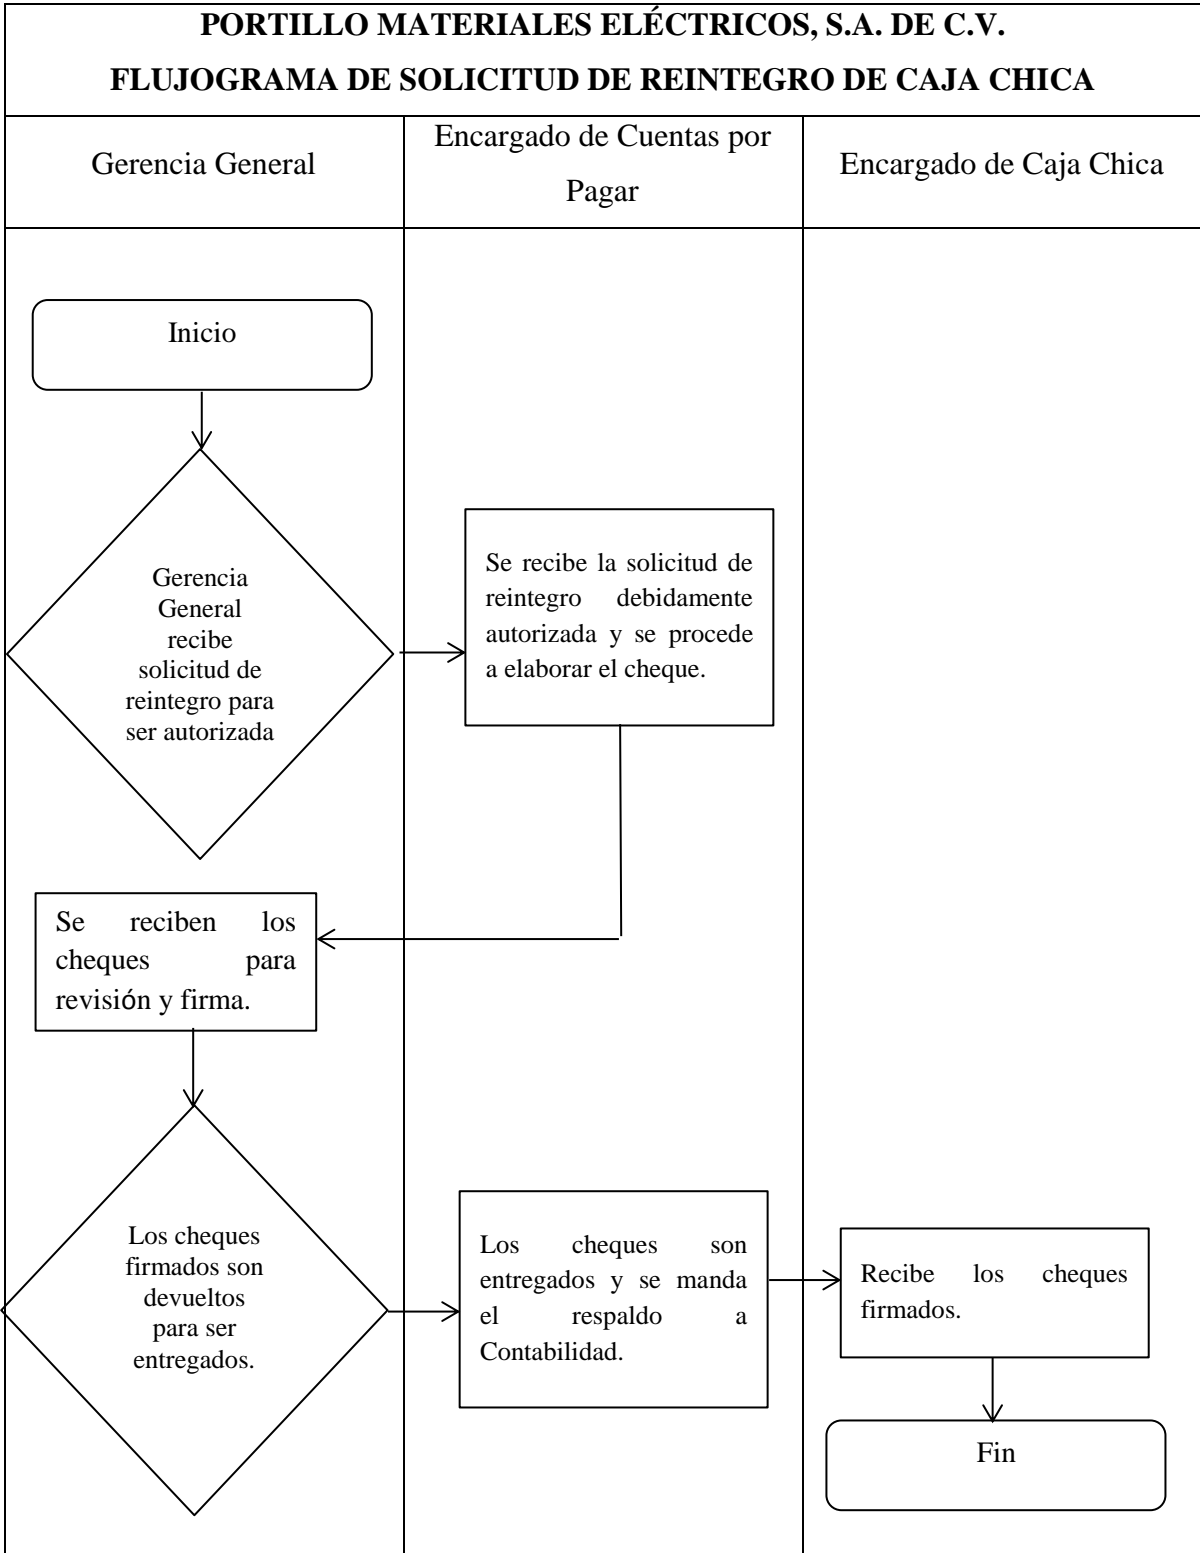 PORTILLO MATERIALES ELÉCTRICOS, S.A. DE C.V.
FLUJOGRAMA DE SOLICITUD DE REINTEGRO DE CAJA CHICA
Gerencia General
Encargado de Cuentas por
Pagar
Encargado de Caja Chica
Inicio
Gerencia
General
recibe
solicitud de
reintegro para
ser autorizada
Se recibe la solicitud de
reintegro debidamente
autorizada y se procede
a elaborar el cheque.
Se reciben los
cheques para
revisión y firma.
Los cheques
firmados son
devueltos
para ser
entregados.
Los cheques son
entregados y se manda
el respaldo a
Contabilidad.
Recibe los cheques
firmados.
Fin